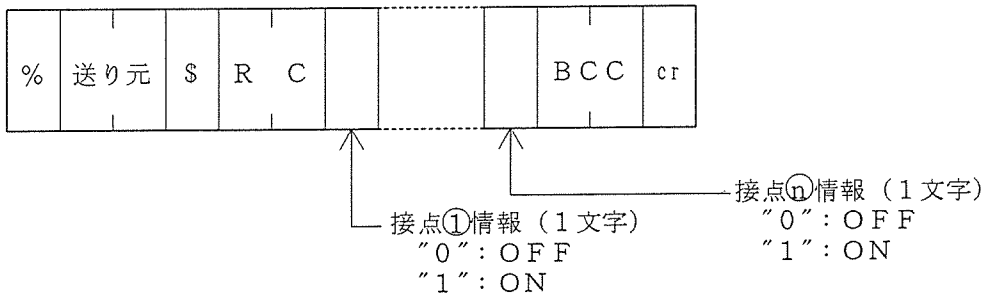 % 送り元 $ R C BCC cr
接点①情報(1文字)
"0":OFF
"1":ON
接点ⓝ情報(1文字)
"0":OFF
"1":ON